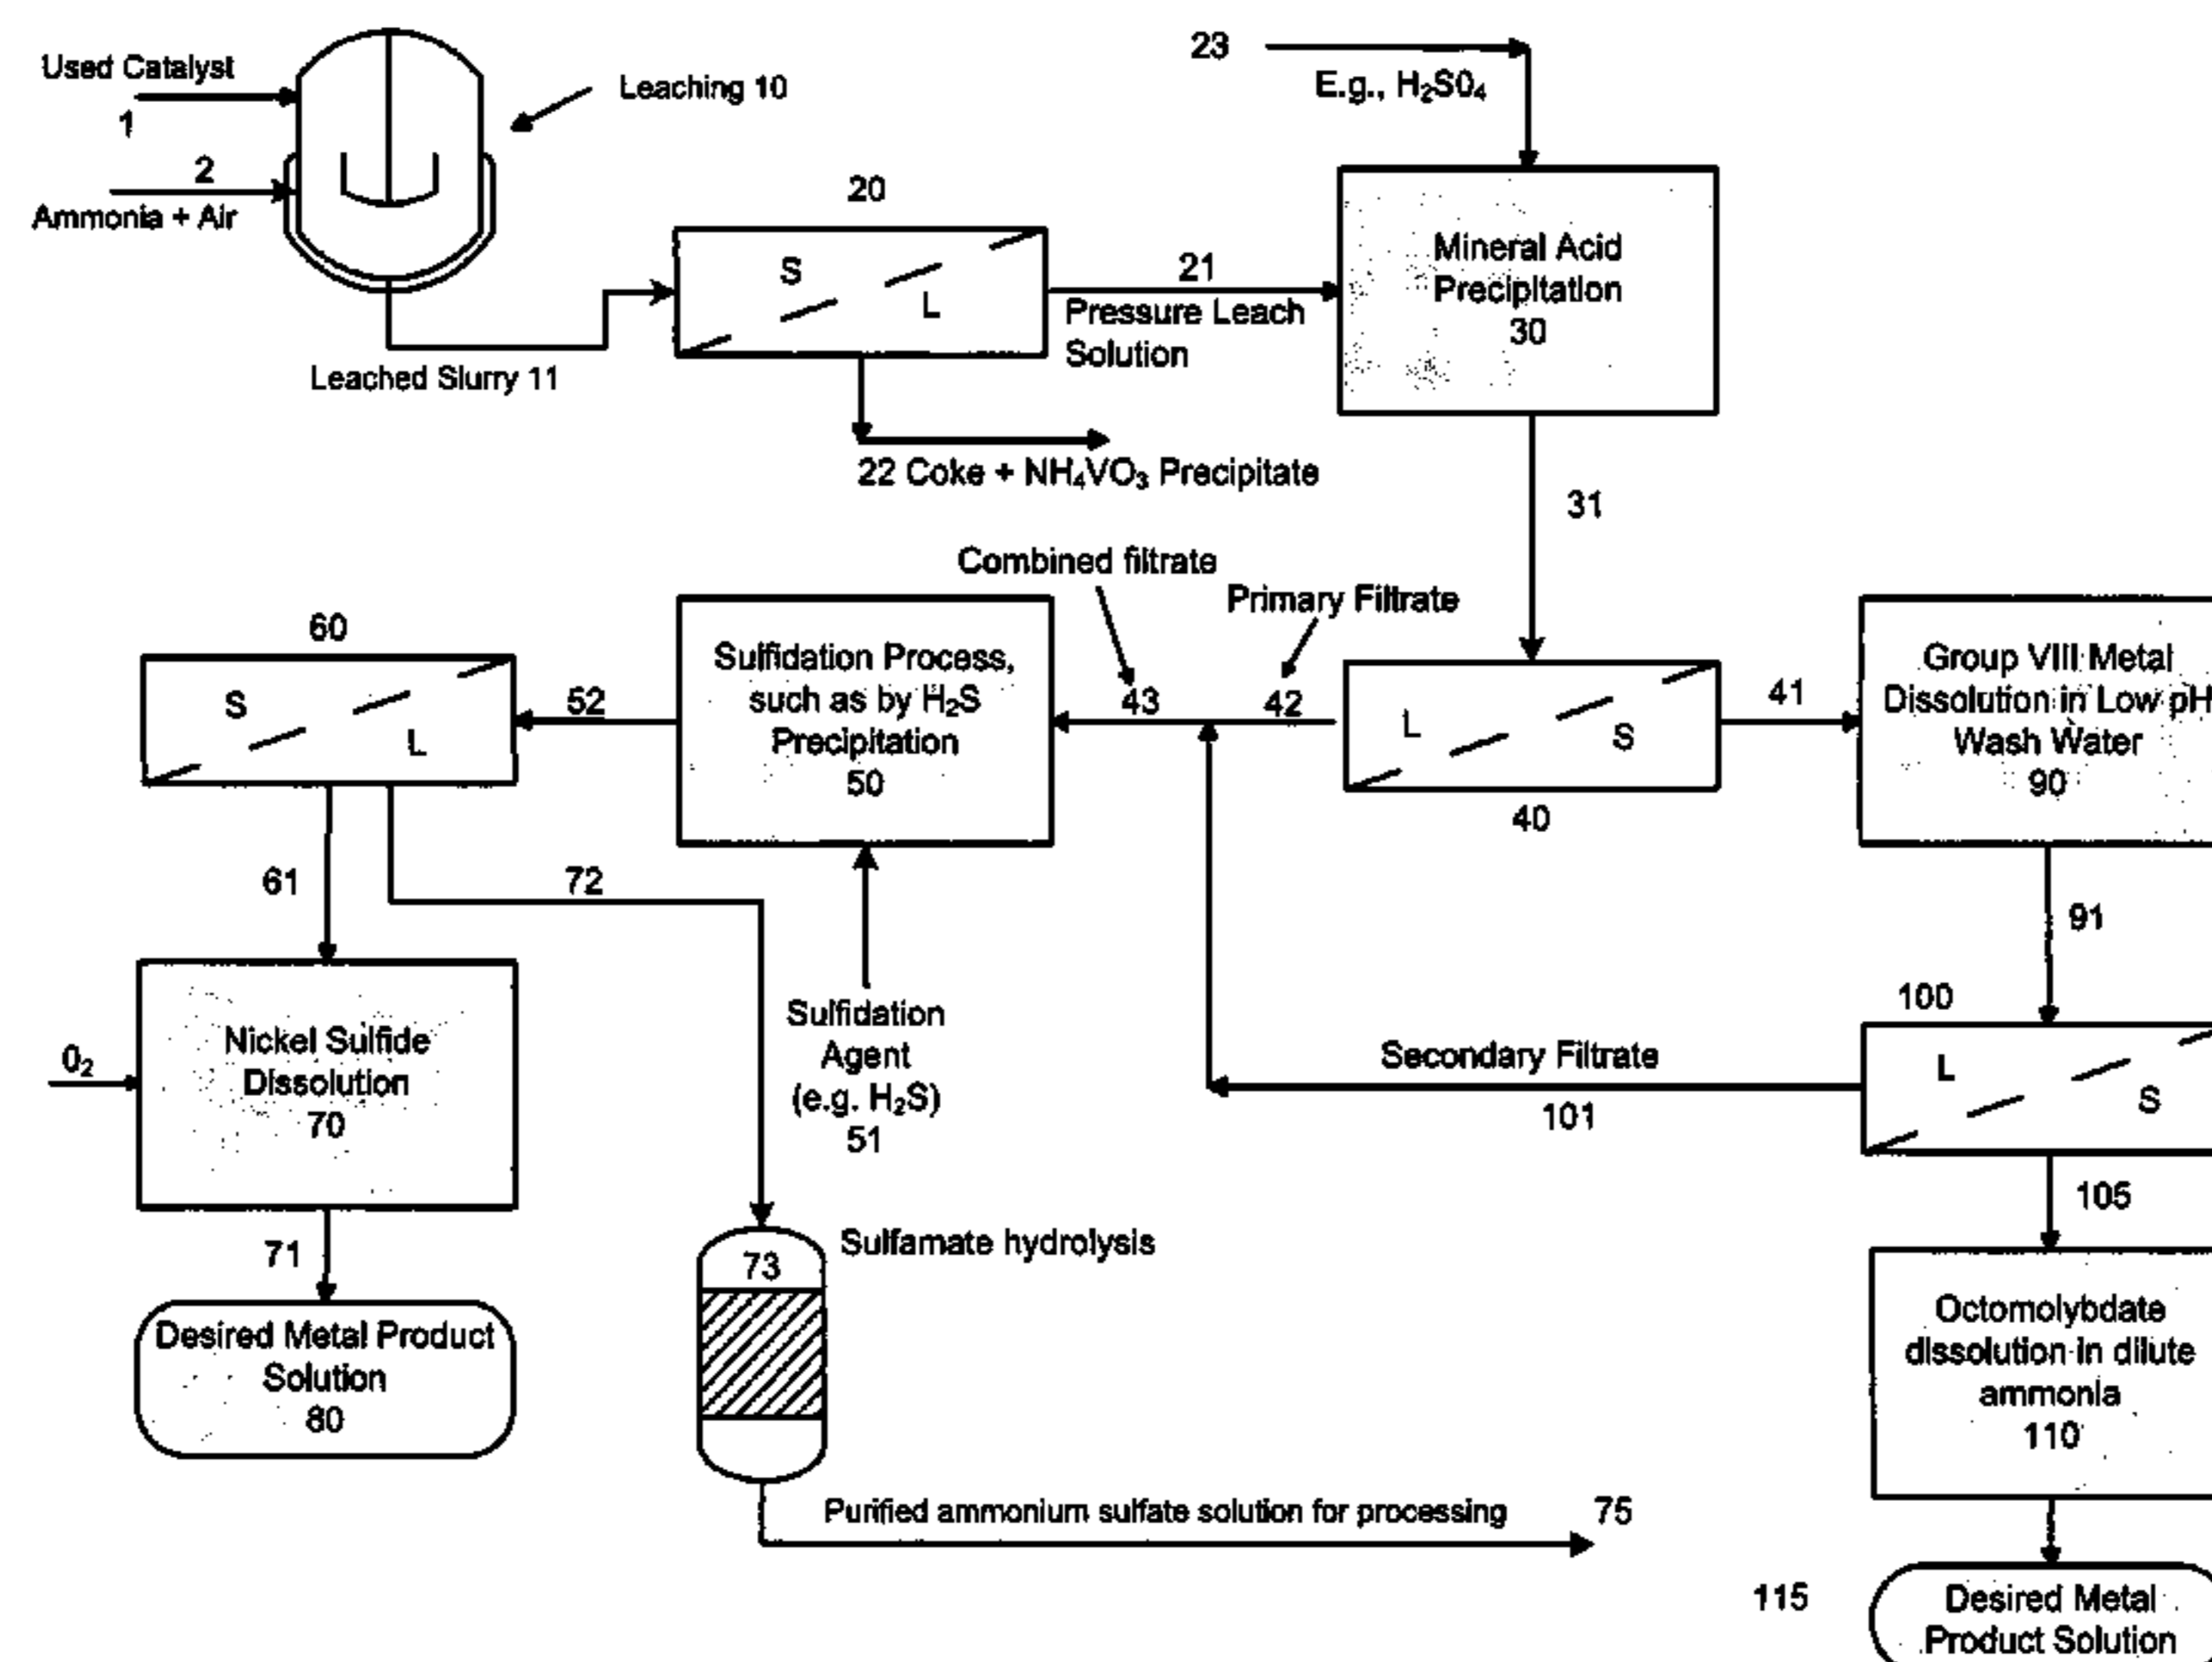 Used Catalyst
1
2
Ammonia + Air
Leaching 10
Leached Slurry 11
20
S
L
21
Pressure Leach
Solution
22 Coke + NH₄VO₃ Precipitate
23
E.g., H₂S0₄
Mineral Acid
Precipitation
30
31
Combined filtrate
Primary Filtrate
60
S
L
52
Sulfidation Process,
such as by H₂S
Precipitation
50
43
42
L
S
40
41
Group VIII Metal
Dissolution in Low pH
Wash Water
90
61
72
91
Sulfidation
Agent
(e.g. H₂S)
51
0₂
Nickel Sulfide
Dissolution
70
Secondary Filtrate
101
100
L
S
105
71
Desired Metal Product
Solution
80
73
Sulfamate hydrolysis
Octomolybdate
dissolution in dilute
ammonia
110
Purified ammonium sulfate solution for processing
75
115
Desired Metal
Product Solution